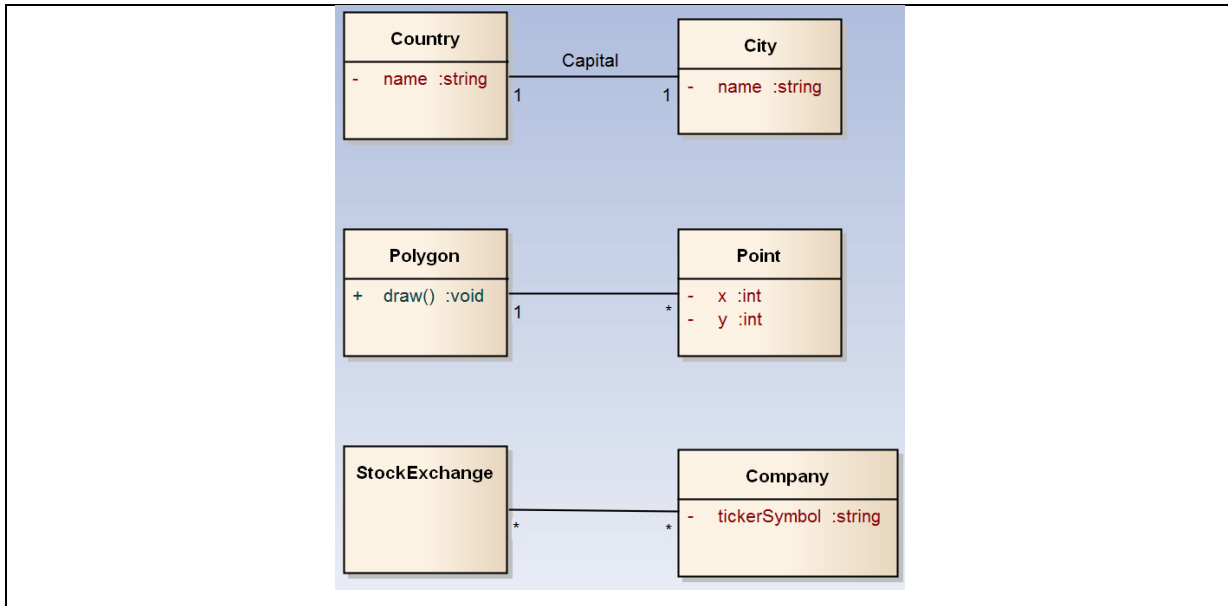 Country
- name :string
Capital
1
1
City
- name :string
Polygon
+ draw() :void
1
*
Point
- x :int
- y :int
StockExchange
*
*
Company
- tickerSymbol :string